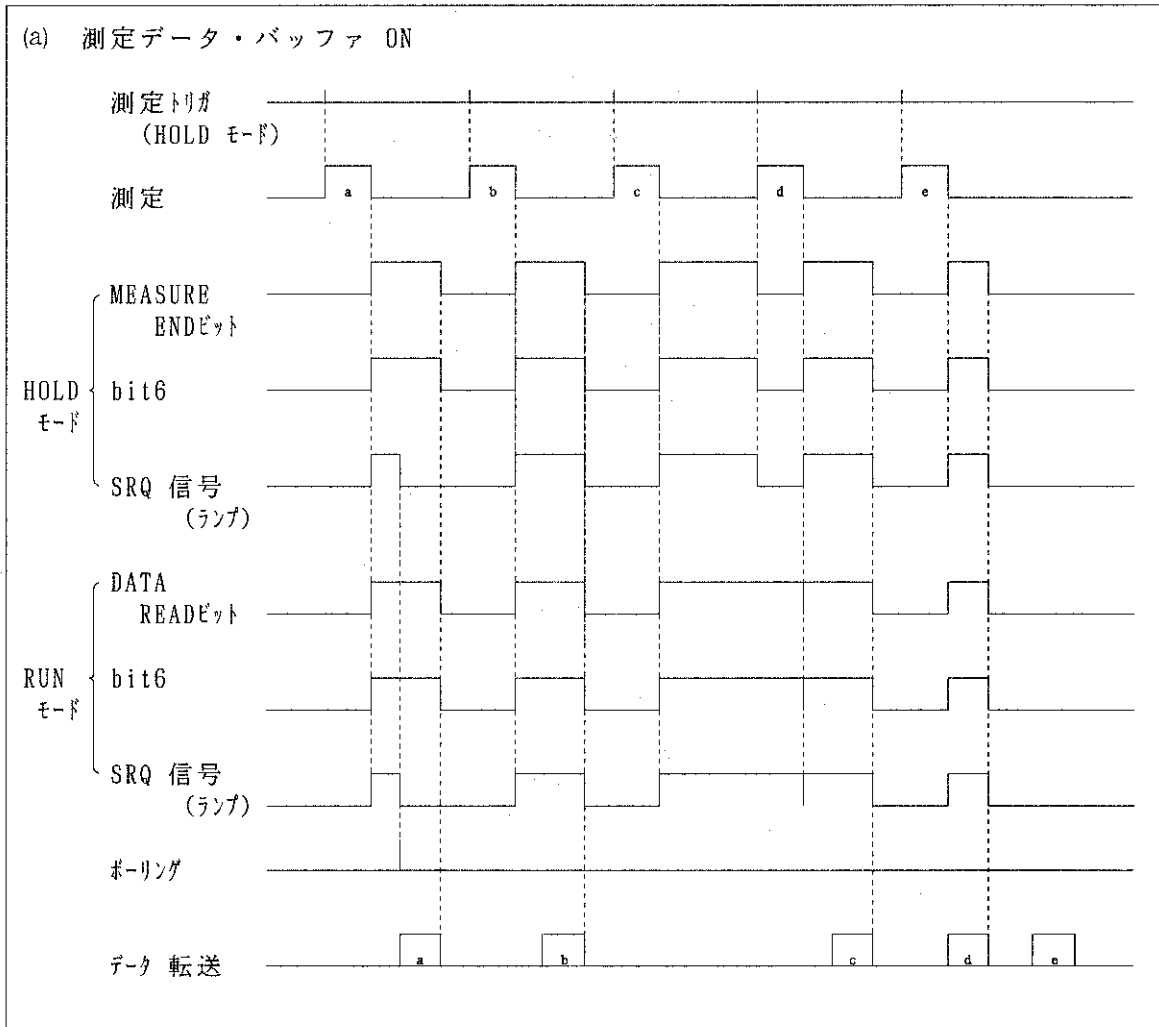 (a) 測定データ・バッファ ON
測定ﾄﾘｶﾞ
(HOLD ﾓｰﾄﾞ)
測定
a b c d e
MEASURE
ENDﾋﾞｯﾄ
HOLD
ﾓｰﾄﾞ
bit6
SRQ 信号
(ﾗﾝﾌﾟ)
DATA
READﾋﾞｯﾄ
RUN
ﾓｰﾄﾞ
bit6
SRQ 信号
(ﾗﾝﾌﾟ)
ﾎﾟｰﾘﾝｸﾞ
ﾃﾞｰﾀ 転送
a b c d e